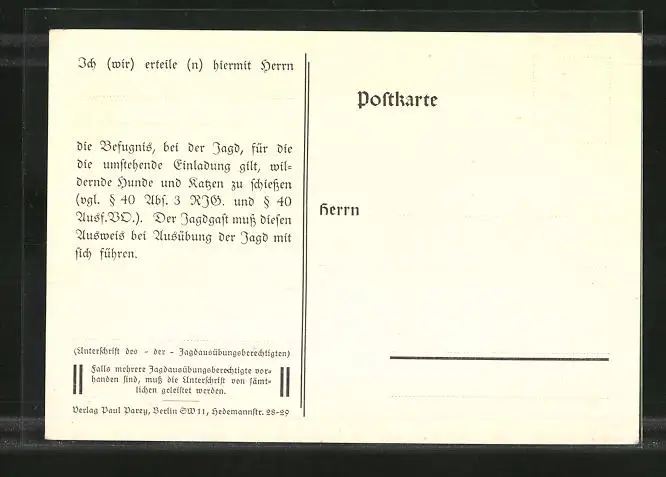 Ich (wir) erteile (n) hiermit Herrn
die Befugnis, bei der Jagd, für die
die umstehende Einladung gilt, wil-
dernde Hunde und Katzen zu schießen
(vgl. § 40 Abs. 3 RJG. und § 40
Ausf.VO.). Der Jagdgast muß diesen
Ausweis bei Ausübung der Jagd mit
sich führen.
(Unterschrift des - der - Jagdausübungsberechtigten)
Falls mehrere Jagdausübungsberechtigte vor-
handen sind, muß die Unterschrift von sämt-
lichen geleistet werden.
Verlag Paul Parey, Berlin SW 11, Hedemannstr. 28-29
Postkarte
Herrn